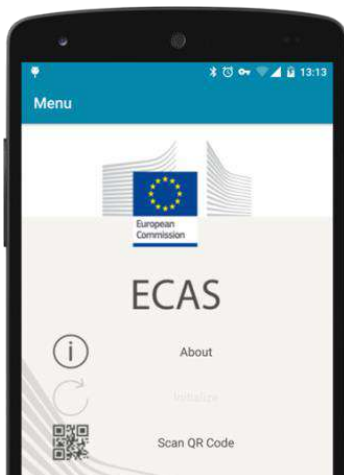 13:13
Menu
European
Commission
ECAS
About
Initialize
Scan QR Code